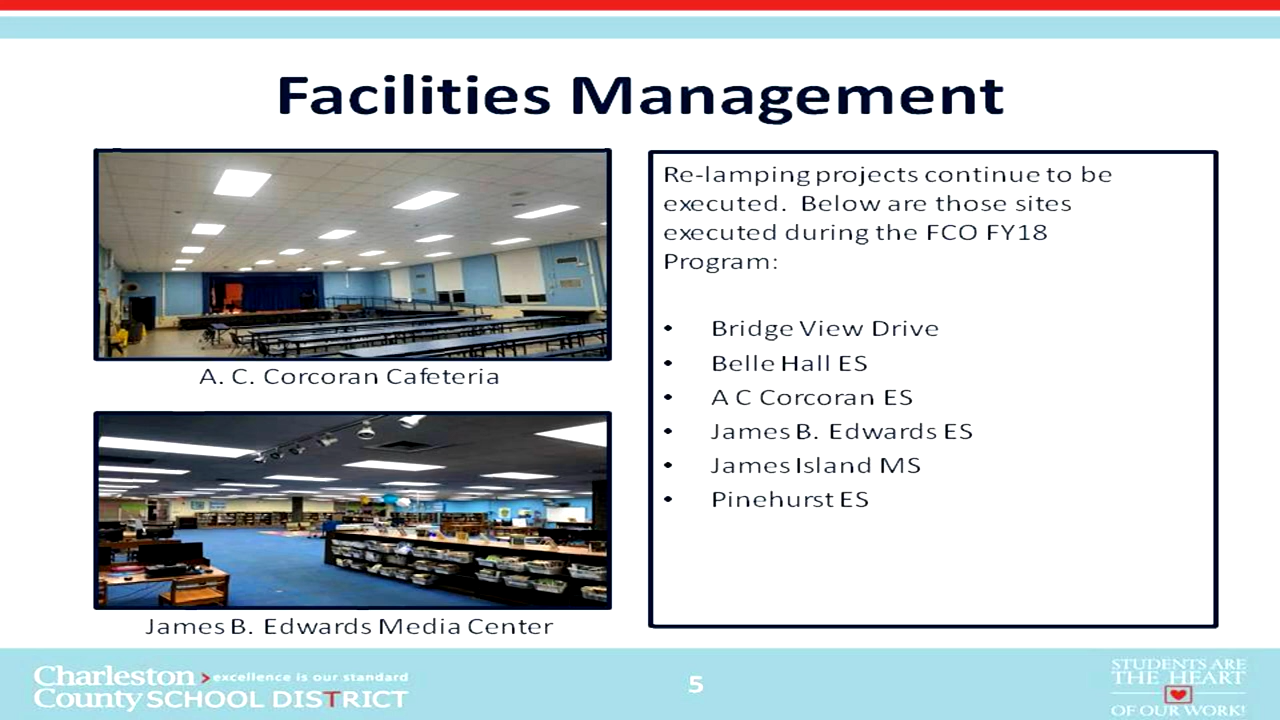 Facilities Management
A. C. Corcoran Cafeteria
James B. Edwards Media Center
Re-lamping projects continue to be
executed.  Below are those sites
executed during the FCO FY18
Program:
• Bridge View Drive
• Belle Hall ES
• A C Corcoran ES
• James B. Edwards ES
• James Island MS
• Pinehurst ES
Charleston > excellence is our standard
County SCHOOL DISTRICT
5
STUDENTS ARE
THE HEART
OF OUR WORK!